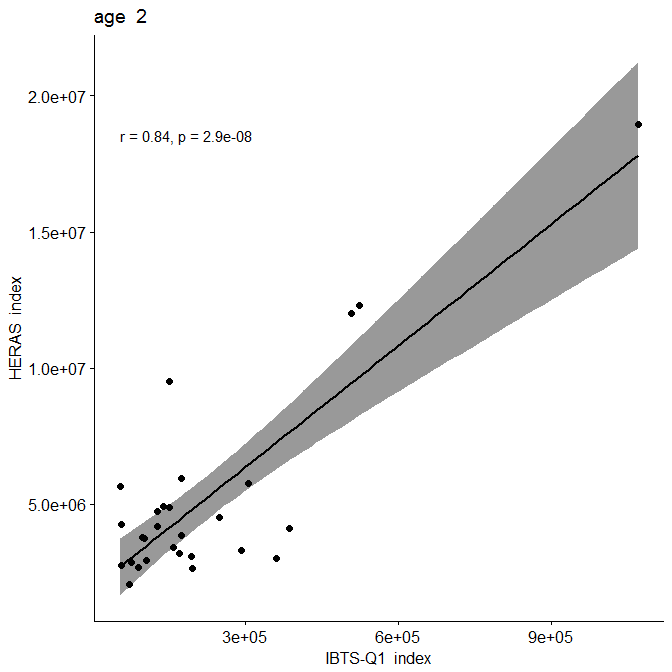 age 2
2.0e+07
r = 0.84, p = 2.9e-08
1.5e+07
HERAS index
1.0e+07
5.0e+06
3e+05 6e+05 9e+05
IBTS-Q1 index